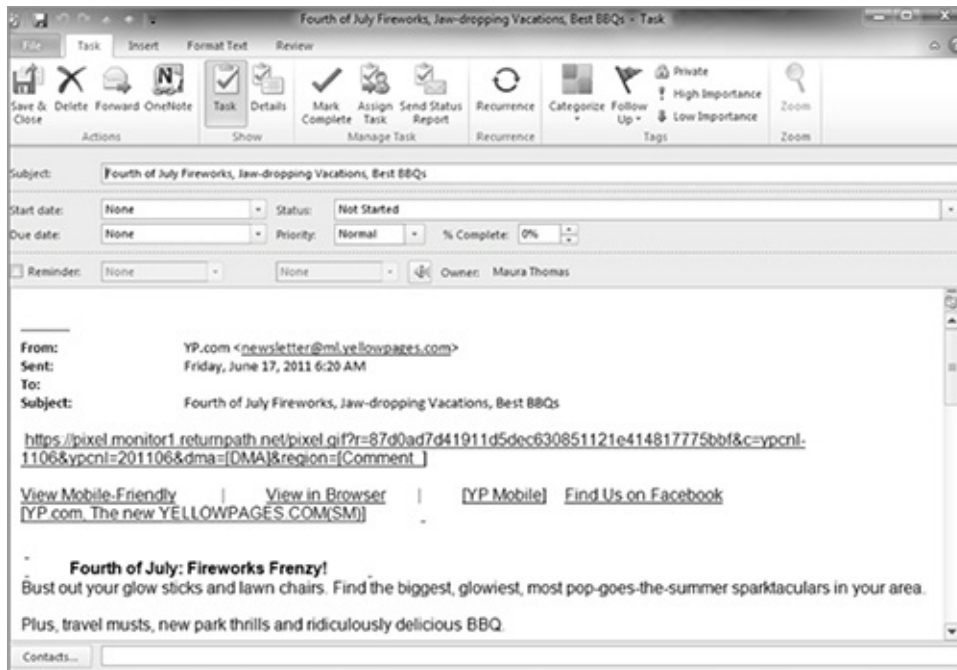 Fourth of July Fireworks, Jaw-dropping Vacations, Best BBQs - Task
File Task Insert Format Text Review
Save & Close Delete Forward OneNote Task Details Mark Complete Assign Task Send Status Report Recurrence Categorize Follow Up Private High Importance Low Importance Zoom
Actions Show Manage Task Recurrence Tags Zoom
Subject: Fourth of July Fireworks, Jaw-dropping Vacations, Best BBQs
Start date: None Status: Not Started
Due date: None Priority: Normal % Complete: 0%
Reminder: None None Owner: Maura Thomas
From: YP.com <newsletter@ml.yellowpages.com>
Sent: Friday, June 17, 2011 6:20 AM
To:
Subject: Fourth of July Fireworks, Jaw-dropping Vacations, Best BBQs
https://pixel.monitor1.returnpath.net/pixel.gif?r=87d0ad7d41911d5dec630851121e414817775bbf&c=ypcnl-
1106&ypcnl=201106&dma=[DMA]&region=[Comment_]
View Mobile-Friendly | View in Browser | [YP Mobile] Find Us on Facebook
[YP.com, The new YELLOWPAGES.COM(SM)]
Fourth of July: Fireworks Frenzy!
Bust out your glow sticks and lawn chairs. Find the biggest, glowiest, most pop-goes-the-summer sparktaculars in your area.
Plus, travel musts, new park thrills and ridiculously delicious BBQ.
Contacts...